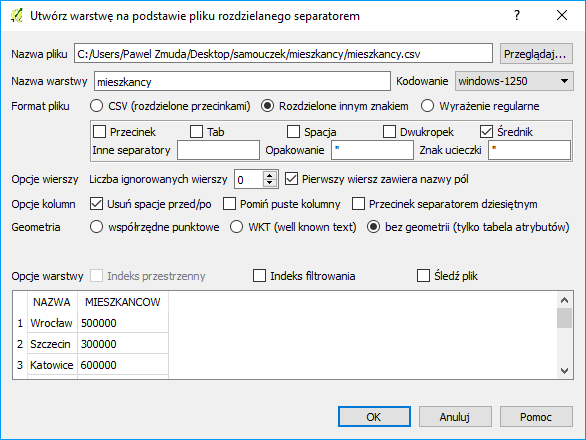 Utwórz warstwę na podstawie pliku rozdzielanego separatorem
Nazwa pliku C:/Users/Pawel Zmuda/Desktop/samouczek/mieszkancy/mieszkancy.csv Przeglądaj...
Nazwa warstwy mieszkancy Kodowanie windows-1250
Format pliku CSV (rozdzielone przecinkami) Rozdzielone innym znakiem Wyrażenie regularne
Przecinek Tab Spacja Dwukropek Średnik
Inne separatory Opakowanie " Znak ucieczki "
Opcje wierszy Liczba ignorowanych wierszy 0 Pierwszy wiersz zawiera nazwy pól
Opcje kolumn Usuń spacje przed/po Pomiń puste kolumny Przecinek separatorem dziesiętnym
Geometria współrzędne punktowe WKT (well known text) bez geometrii (tylko tabela atrybutów)
Opcje warstwy Indeks przestrzenny Indeks filtrowania Śledź plik
NAZWA MIESZKANCOW
1 Wrocław 500000
2 Szczecin 300000
3 Katowice 600000
OK Anuluj Pomoc